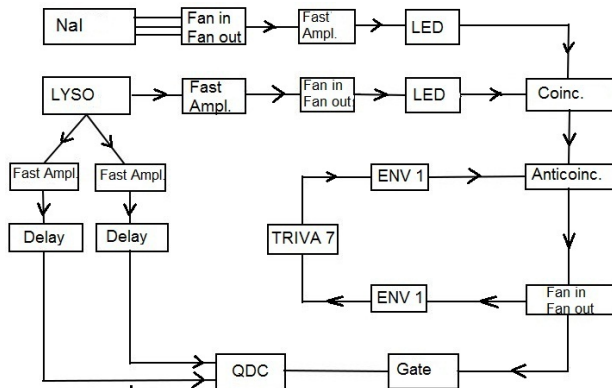 NaI
Fan in
Fan out
Fast
Ampl.
LED
LYSO
Fast
Ampl.
Fan in
Fan out
LED
Coinc.
Fast Ampl.
Fast Ampl.
ENV 1
Anticoinc.
Delay
Delay
TRIVA 7
ENV 1
Fan in
Fan out
QDC
Gate